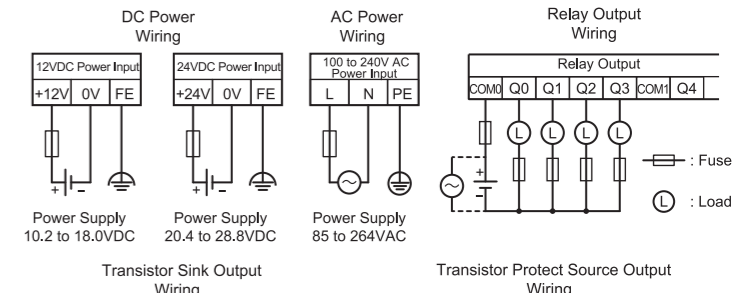 DC Power
Wiring
AC Power
Wiring
Relay Output
Wiring
12VDC Power Input
+12V 0V FE
24VDC Power Input
+24V 0V FE
100 to 240V AC
Power Input
L N PE
Relay Output
COM0 Q0 Q1 Q2 Q3 COM1 Q4
L L L L
: Fuse
L : Load
+ -
+ -
+
-
Power Supply
10.2 to 18.0VDC
Power Supply
20.4 to 28.8VDC
Power Supply
85 to 264VAC
Transistor Sink Output
Wiring
Transistor Protect Source Output
Wiring